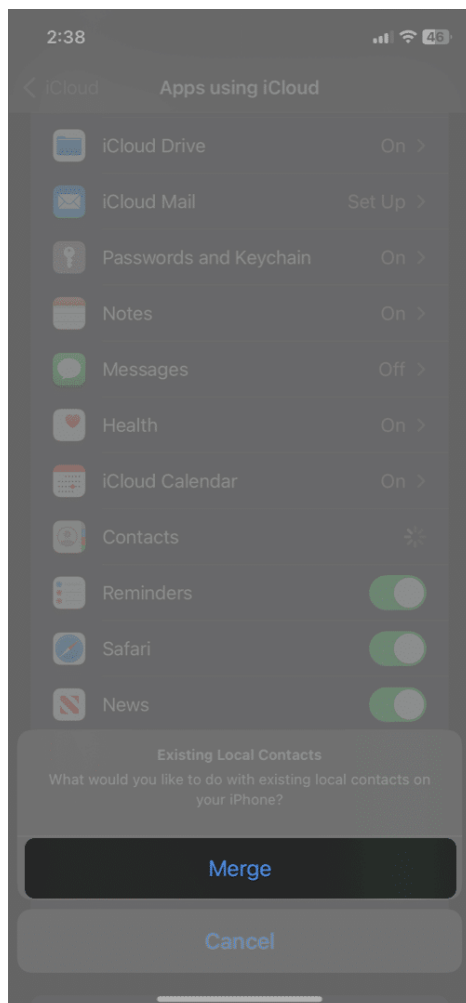 2:38
46
iCloud
Apps using iCloud
iCloud Drive On
iCloud Mail Set Up
Passwords and Keychain On
Notes On
Messages Off
Health On
iCloud Calendar On
Contacts
Reminders
Safari
News
Existing Local Contacts
What would you like to do with existing local contacts on
your iPhone?
Merge
Cancel